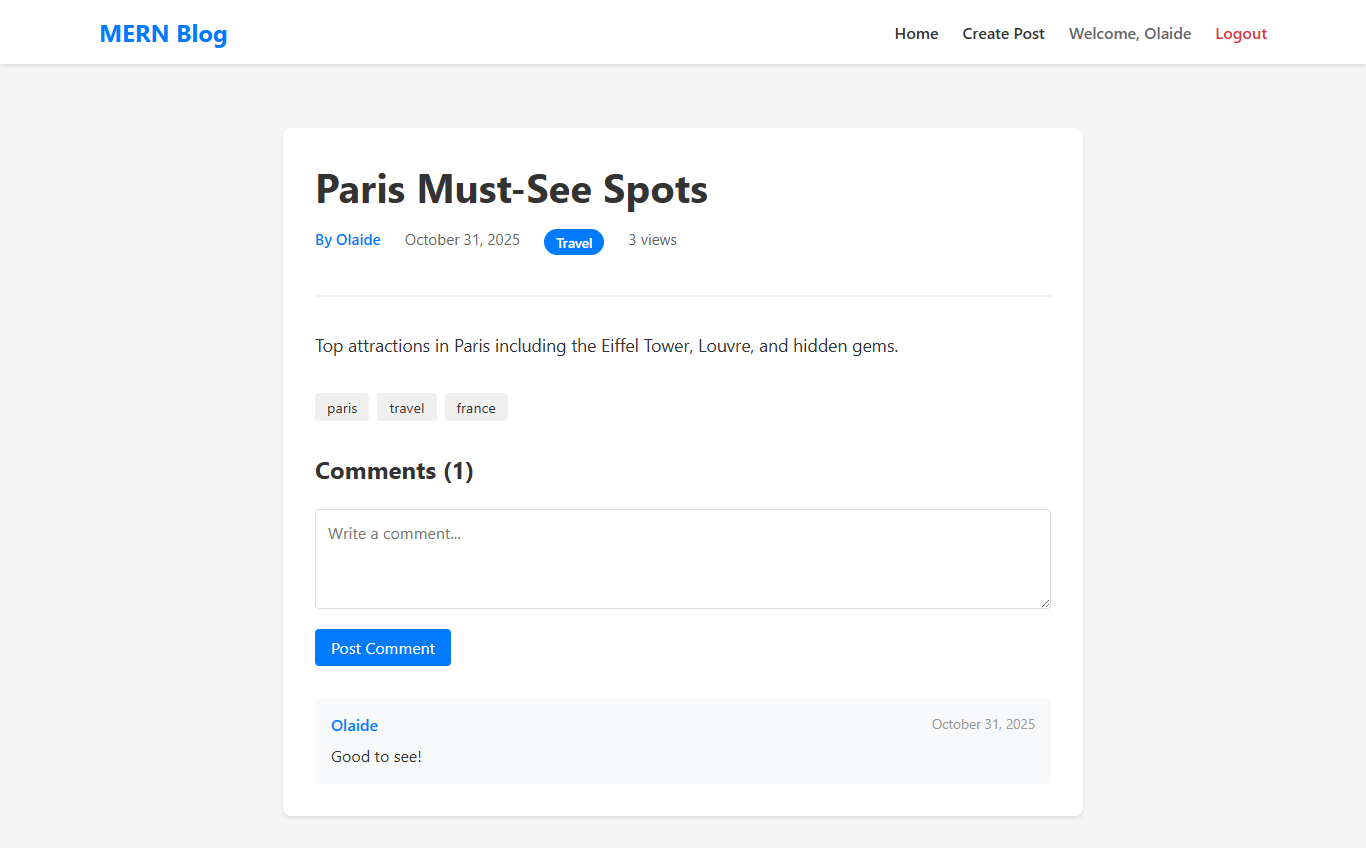 MERN Blog Home Create Post Welcome, Olaide Logout
Paris Must-See Spots
By Olaide October 31, 2025 Travel 3 views
Top attractions in Paris including the Eiffel Tower, Louvre, and hidden gems.
paris travel france
Comments (1)
Write a comment...
Post Comment
Olaide October 31, 2025
Good to see!